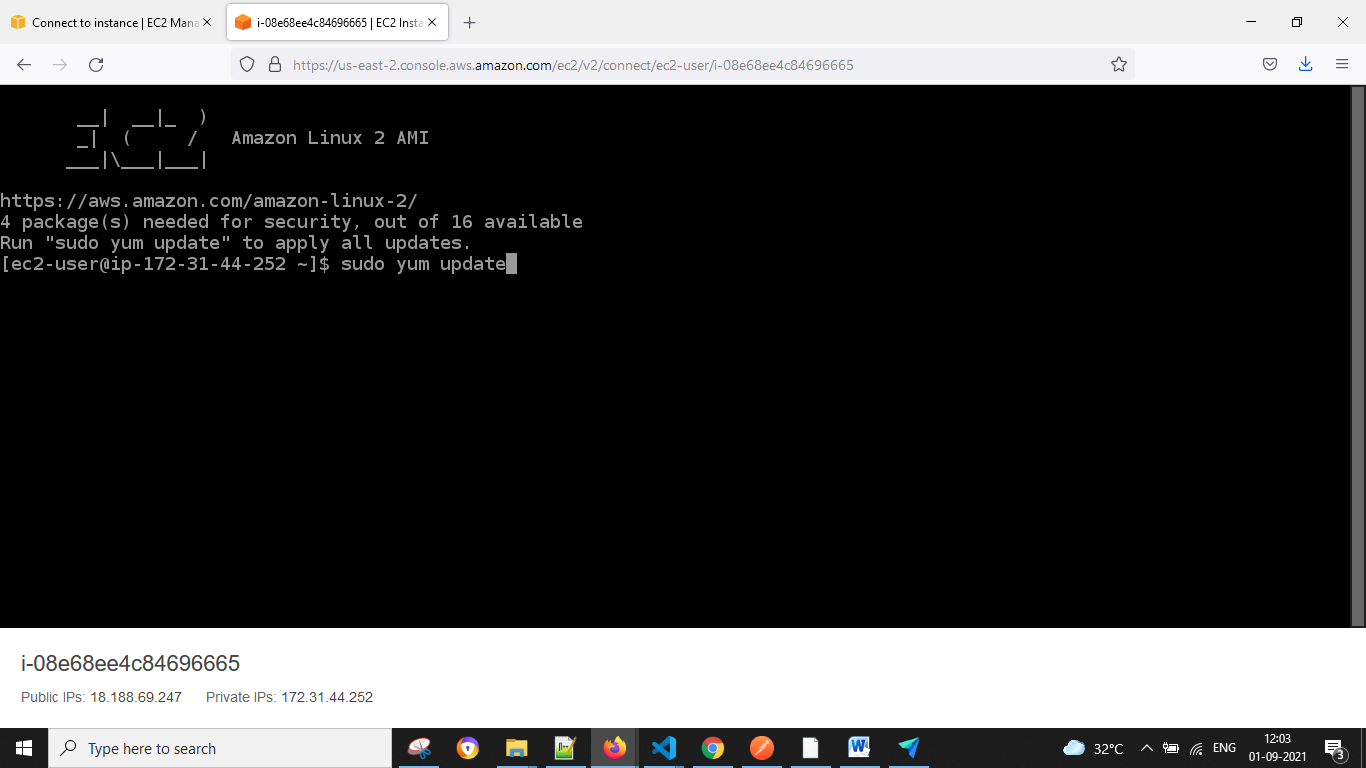 Connect to instance | EC2 Mana
i-08e68ee4c84696665 | EC2 Insta
https://us-east-2.console.aws.amazon.com/ec2/v2/connect/ec2-user/i-08e68ee4c84696665
__|  __|_  )
_|  (     /   Amazon Linux 2 AMI
___|\___|___|
https://aws.amazon.com/amazon-linux-2/
4 package(s) needed for security, out of 16 available
Run "sudo yum update" to apply all updates.
[ec2-user@ip-172-31-44-252 ~]$ sudo yum update
i-08e68ee4c84696665
Public IPs: 18.188.69.247 Private IPs: 172.31.44.252
Type here to search
32°C
ENG
12:03
01-09-2021
3